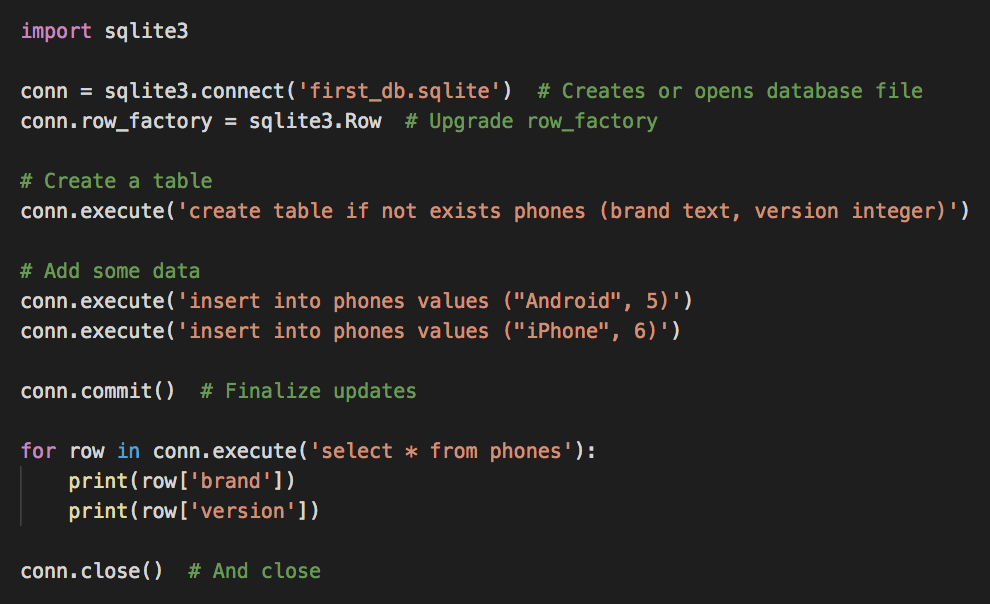 import sqlite3
conn = sqlite3.connect('first_db.sqlite')  # Creates or opens database file
conn.row_factory = sqlite3.Row  # Upgrade row_factory
# Create a table
conn.execute('create table if not exists phones (brand text, version integer)')
# Add some data
conn.execute('insert into phones values ("Android", 5)')
conn.execute('insert into phones values ("iPhone", 6)')
conn.commit()  # Finalize updates
for row in conn.execute('select * from phones'):
    print(row['brand'])
    print(row['version'])
conn.close()  # And close